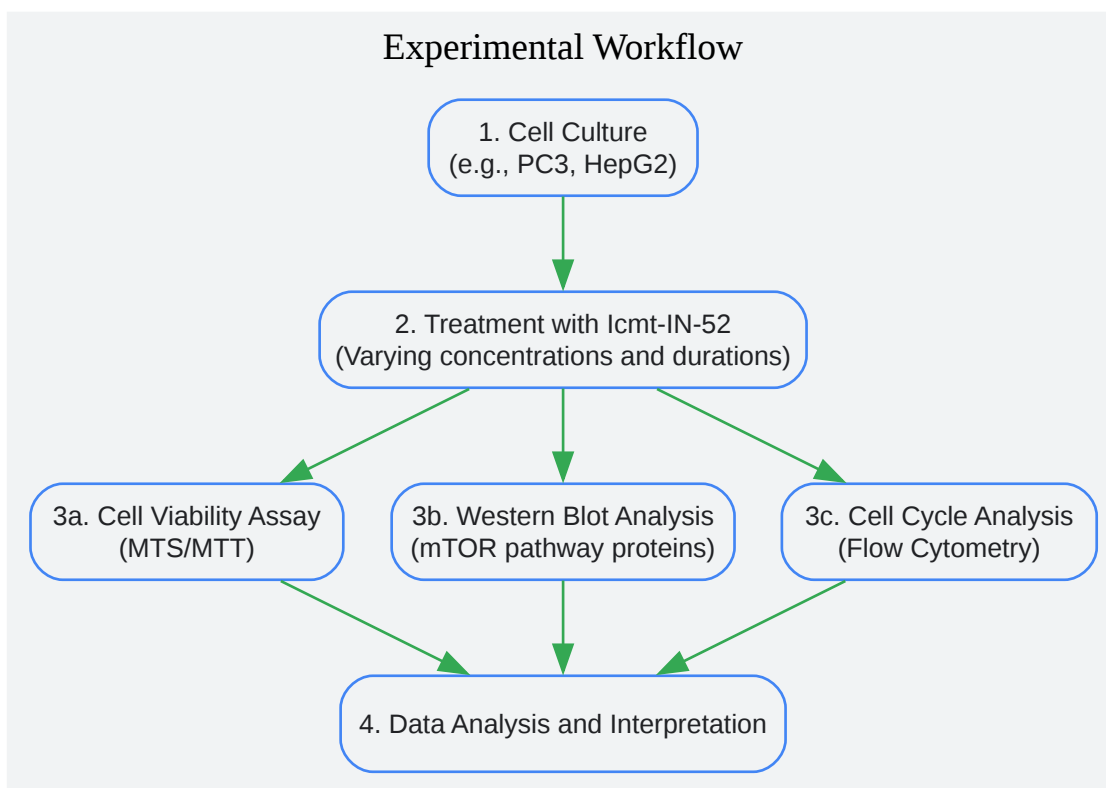 Experimental Workflow
1. Cell Culture
(e.g., PC3, HepG2)
2. Treatment with Icmt-IN-52
(Varying concentrations and durations)
3a. Cell Viability Assay
(MTS/MTT)
3b. Western Blot Analysis
(mTOR pathway proteins)
3c. Cell Cycle Analysis
(Flow Cytometry)
4. Data Analysis and Interpretation